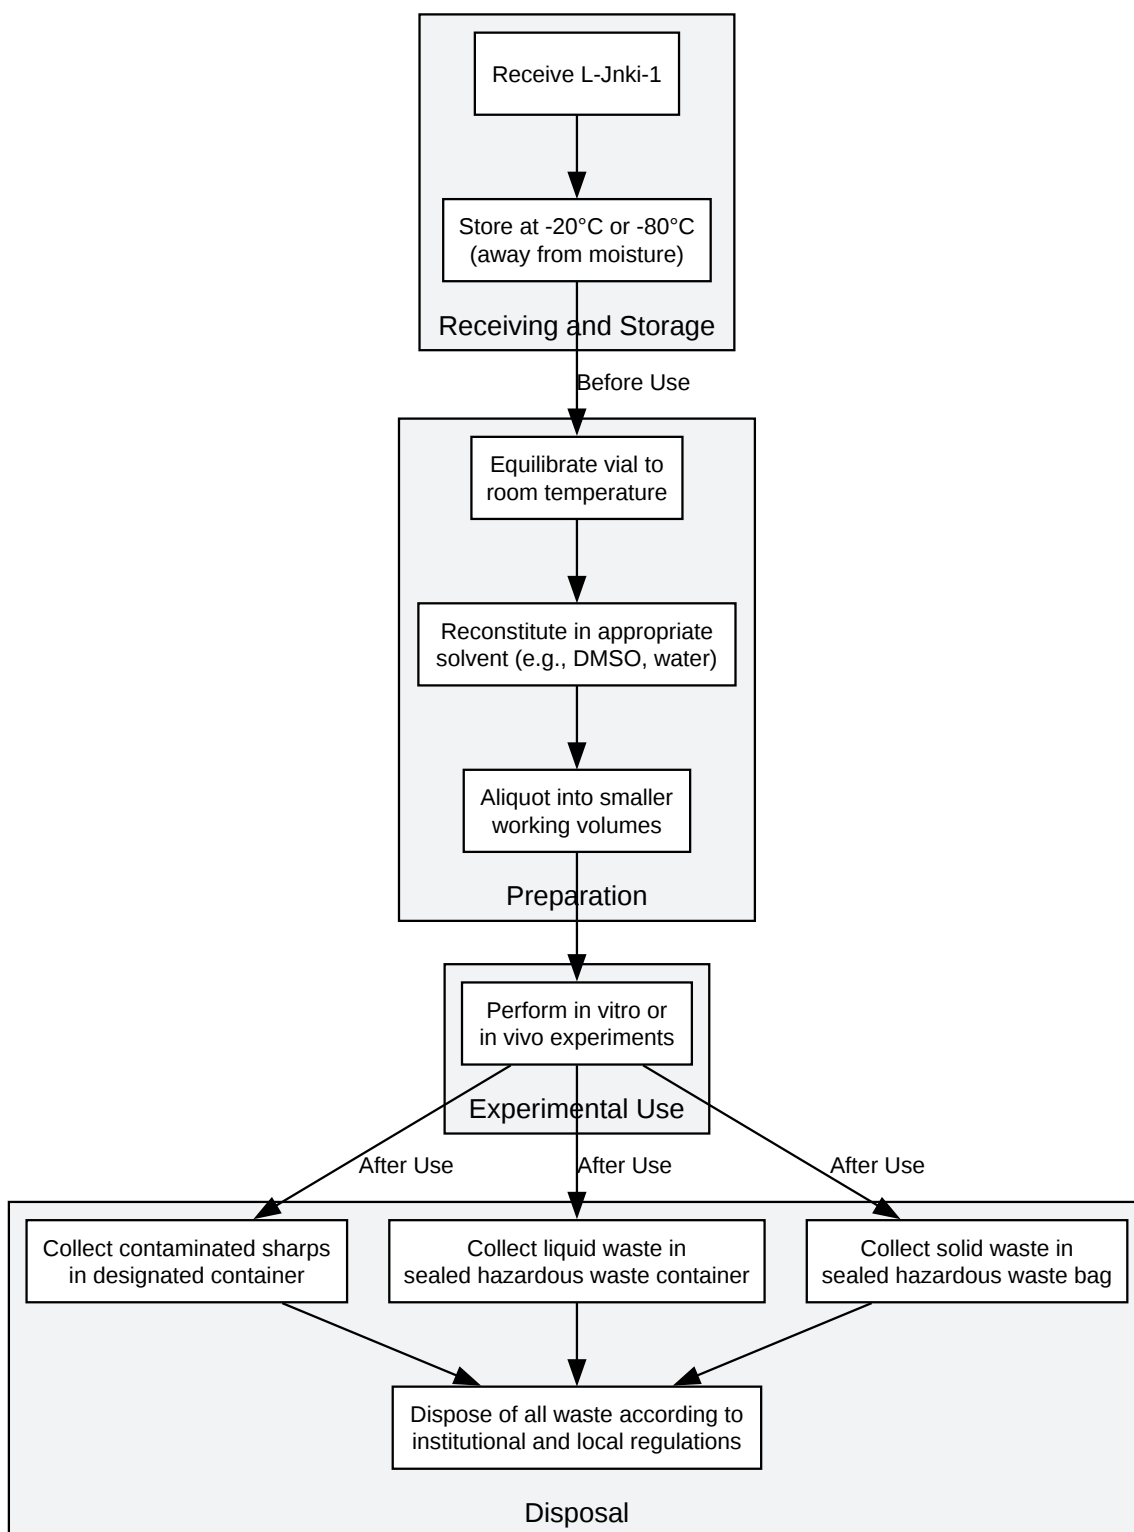 Receive L-Jnki-1
Store at -20°C or -80°C
(away from moisture)
Receiving and Storage
Before Use
Equilibrate vial to
room temperature
Reconstitute in appropriate
solvent (e.g., DMSO, water)
Aliquot into smaller
working volumes
Preparation
Perform in vitro or
in vivo experiments
Experimental Use
After Use
After Use
After Use
Collect contaminated sharps
in designated container
Collect liquid waste in
sealed hazardous waste container
Collect solid waste in
sealed hazardous waste bag
Dispose of all waste according to
institutional and local regulations
Disposal